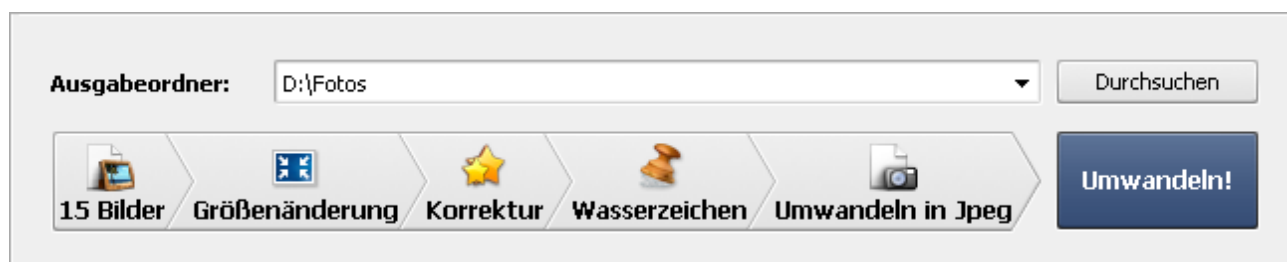 Ausgabeordner: D:\Fotos Durchsuchen
15 Bilder Größenänderung Korrektur Wasserzeichen Umwandeln in Jpeg Umwandeln!